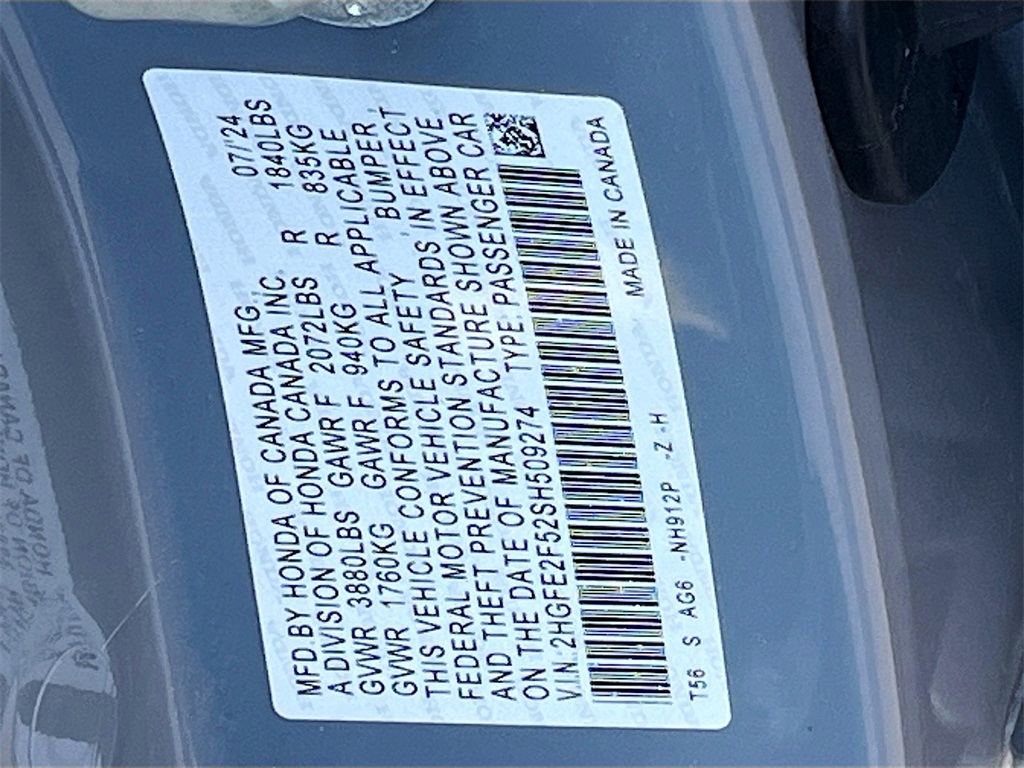 MFD. BY HONDA OF CANADA MFG., 07/'24
A DIVISION OF HONDA CANADA INC.
GVWR 3880LBS GAWR F 2072LBS R 1840LBS
GVWR 1760KG GAWR F 940KG R 835KG
THIS VEHICLE CONFORMS TO ALL APPLICABLE
FEDERAL MOTOR VEHICLE SAFETY, BUMPER,
AND THEFT PREVENTION STANDARDS IN EFFECT
ON THE DATE OF MANUFACTURE SHOWN ABOVE.
V.I.N. 2HGFE2F52SH509274 TYPE: PASSENGER CAR
T56 S AG6 -NH912P -Z -H MADE IN CANADA